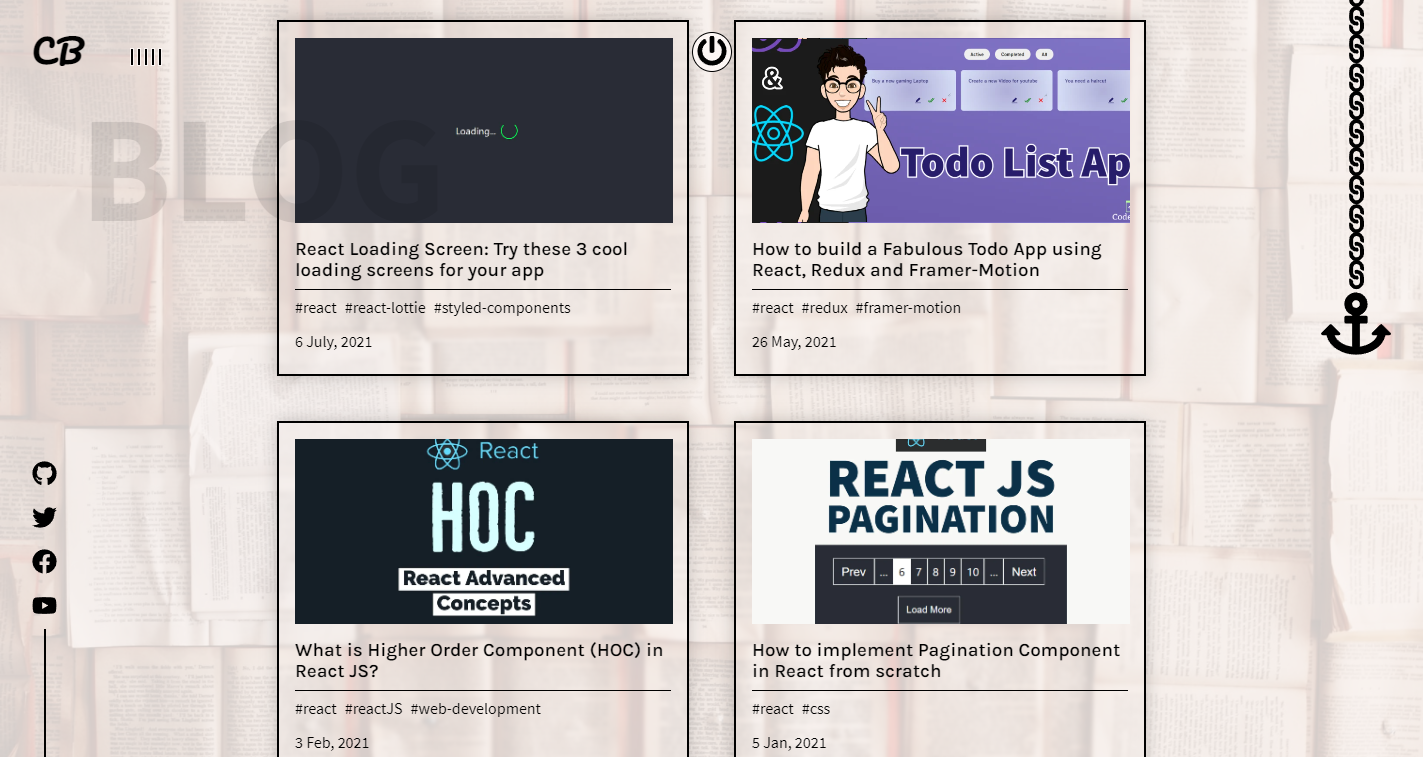 CB
BLOG
Loading...
React Loading Screen: Try these 3 cool
loading screens for your app
#react #react-lottie #styled-components
6 July, 2021
&
Active Completed All
Buy a new gaming Laptop
Create a new Video for youtube
You need a haircut
Todo List Ap
Code
How to build a Fabulous Todo App using
React, Redux and Framer-Motion
#react #redux #framer-motion
26 May, 2021
React
HOC
React Advanced
Concepts
What is Higher Order Component (HOC) in
React JS?
#react #reactJS #web-development
3 Feb, 2021
REACT JS
PAGINATION
Prev ... 6 7 8 9 10 ... Next
Load More
How to implement Pagination Component
in React from scratch
#react #css
5 Jan, 2021